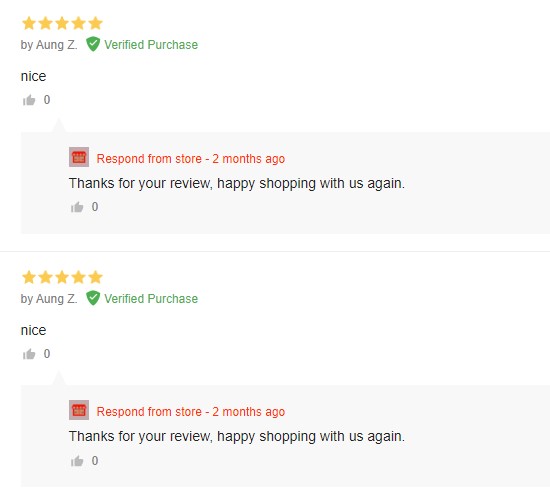 by Aung Z. Verified Purchase
nice
0
Respond from store - 2 months ago
Thanks for your review, happy shopping with us again.
0
by Aung Z. Verified Purchase
nice
0
Respond from store - 2 months ago
Thanks for your review, happy shopping with us again.
0